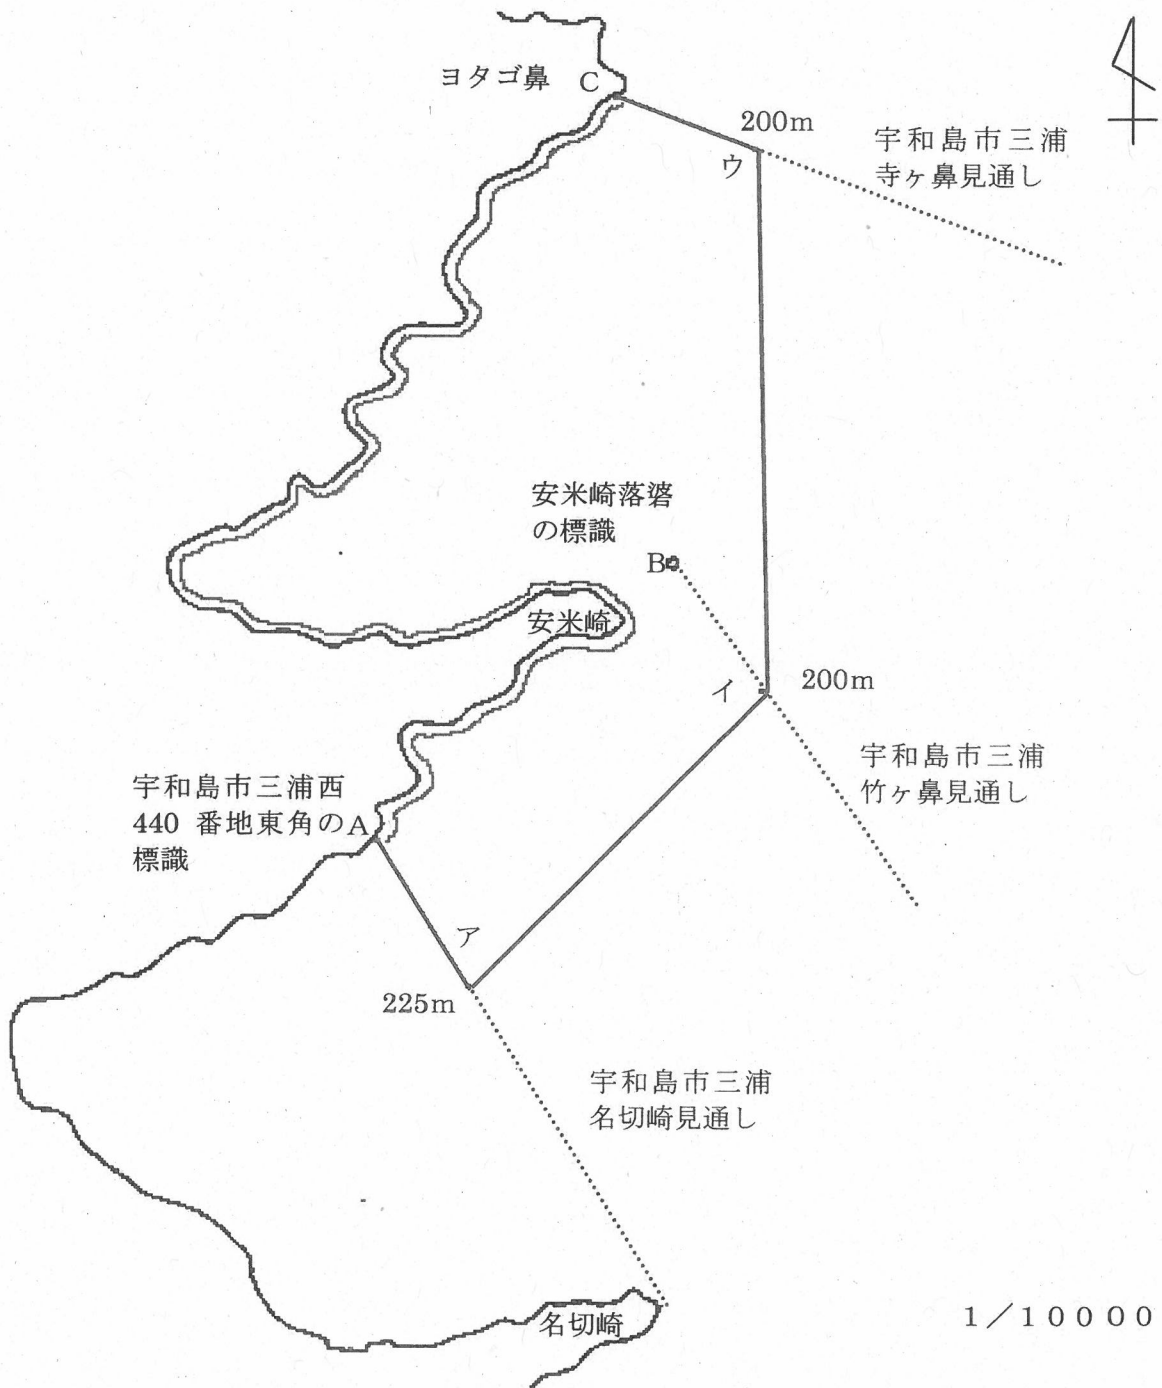 ヨタゴ鼻
C
200m
ウ
宇和島市三浦
寺ヶ鼻見通し
安米崎落碆
の標識
B
安米崎
イ
200m
宇和島市三浦
竹ヶ鼻見通し
宇和島市三浦西
440 番地東角のA
標識
ア
225m
宇和島市三浦
名切崎見通し
名切崎
1/10000